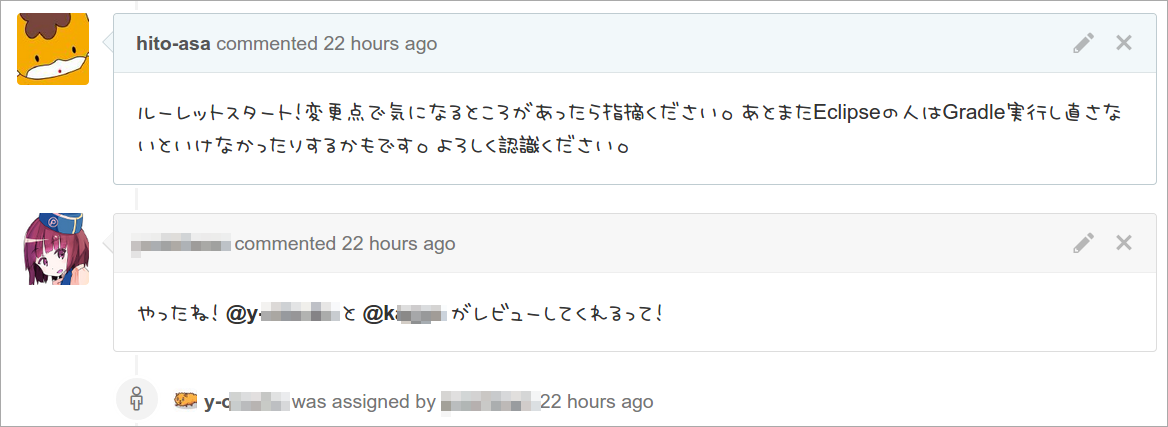 hito-asa commented 22 hours ago
ルーレットスタート!変更点で気になるところがあったら指摘ください。あとまたEclipseの人はGradle実行し直さな
いといけなかったりするかもです。よろしく認識ください。
commented 22 hours ago
やったね! @y- と @ka がレビューしてくれるって!
y-c was assigned by 22 hours ago